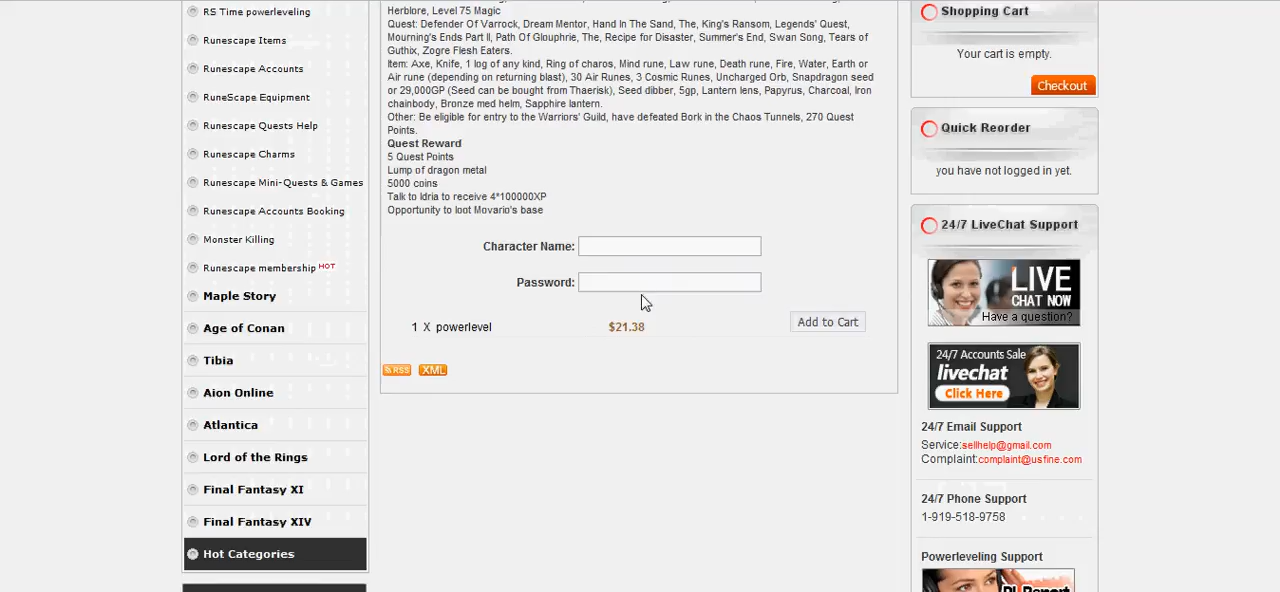 RS Time powerleveling
Runescape Items
Runescape Accounts
RuneScape Equipment
Runescape Quests Help
Runescape Charms
Runescape Mini-Quests & Games
Runescape Accounts Booking
Monster Killing
Runescape membership HOT
Maple Story
Age of Conan
Tibia
Aion Online
Atlantica
Lord of the Rings
Final Fantasy XI
Final Fantasy XIV
Hot Categories
Herblore, Level 75 Magic
Quest: Defender Of Varrock, Dream Mentor, Hand In The Sand, The, King's Ransom, Legends' Quest,
Mourning's Ends Part II, Path Of Glouphrie, The, Recipe for Disaster, Summer's End, Swan Song, Tears of
Guthix, Zogre Flesh Eaters.
Item: Axe, Knife, 1 log of any kind, Ring of charos, Mind rune, Law rune, Death rune, Fire, Water, Earth or
Air rune (depending on returning blast), 30 Air Runes, 3 Cosmic Runes, Uncharged Orb, Snapdragon seed
or 29,000GP (Seed can be bought from Thaerisk), Seed dibber, 5gp, Lantern lens, Papyrus, Charcoal, Iron
chainbody, Bronze med helm, Sapphire lantern.
Other: Be eligible for entry to the Warriors' Guild, have defeated Bork in the Chaos Tunnels, 270 Quest
Points.
Quest Reward
5 Quest Points
Lump of dragon metal
5000 coins
Talk to Idria to receive 4*100000XP
Opportunity to loot Movario's base
Character Name:
Password:
1 X powerlevel $21.38 Add to Cart
RSS XML
Shopping Cart
Your cart is empty.
Checkout
Quick Reorder
you have not logged in yet.
24/7 LiveChat Support
LIVE
CHAT NOW
Have a question?
24/7 Accounts Sale
livechat
Click Here
24/7 Email Support
Service:sellhelp@gmail.com
Complaint:complaint@usfine.com
24/7 Phone Support
1-919-518-9758
Powerleveling Support